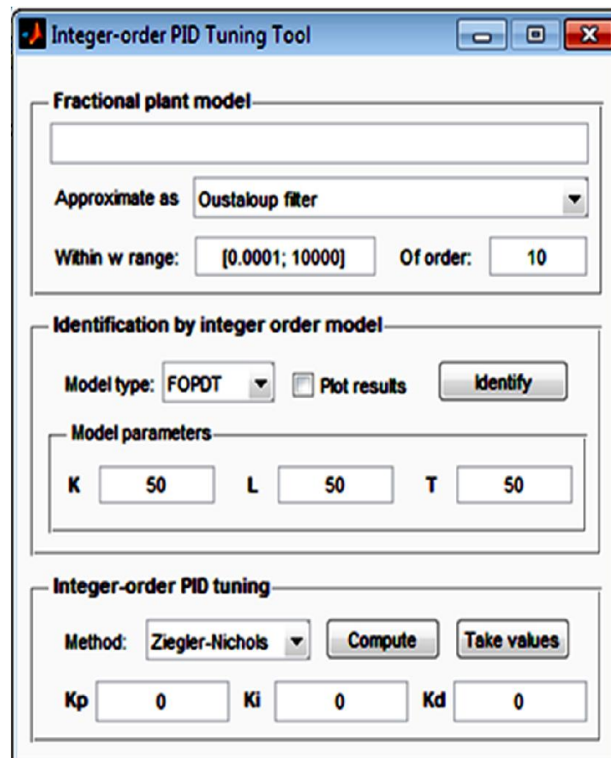 Integer-order PID Tuning Tool
Fractional plant model
Approximate as Oustaloup filter
Within w range: [0.0001; 10000] Of order: 10
Identification by integer order model
Model type: FOPDT Plot results Identify
Model parameters
K 50 L 50 T 50
Integer-order PID tuning
Method: Ziegler-Nichols Compute Take values
Kp 0 Ki 0 Kd 0